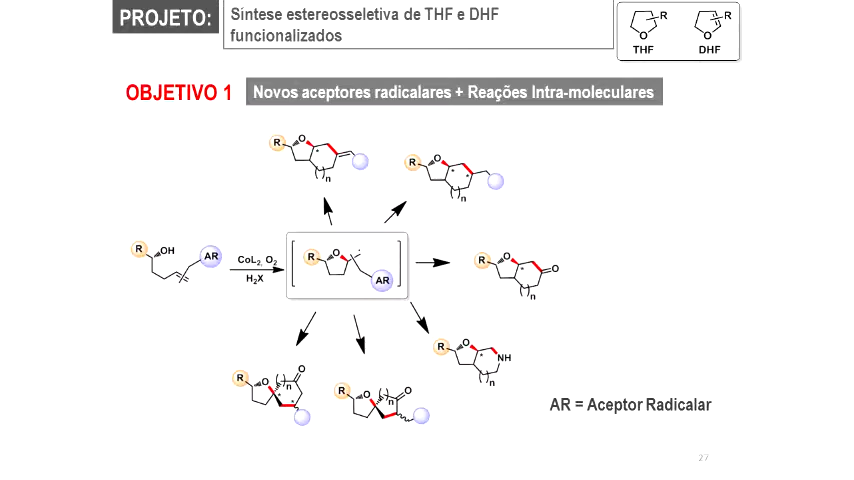 PROJETO:
Síntese estereosseletiva de THF e DHF
funcionalizados
R
O
THF
R
O
DHF
OBJETIVO 1
Novos aceptores radicalares + Reações Intra-moleculares
R
O
*
( )n
R
O
*
*
( )n
R
OH
AR
CoL2, O2
H2X
R
O
AR
R
O
*
O
( )n
R
O
*
NH
( )n
R
O
( )n
O
*
*
R
O
( )n
O
AR = Aceptor Radicalar
27